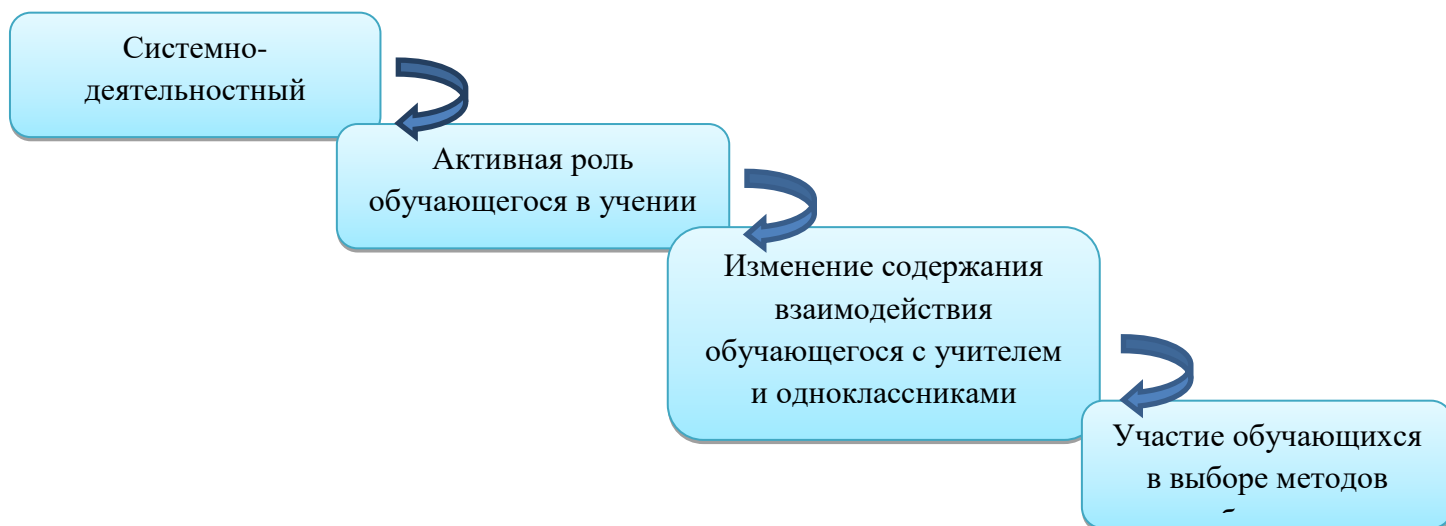 Системно-
деятельностный
Активная роль
обучающегося в учении
Изменение содержания
взаимодействия
обучающегося с учителем
и одноклассниками
Участие обучающихся
в выборе методов